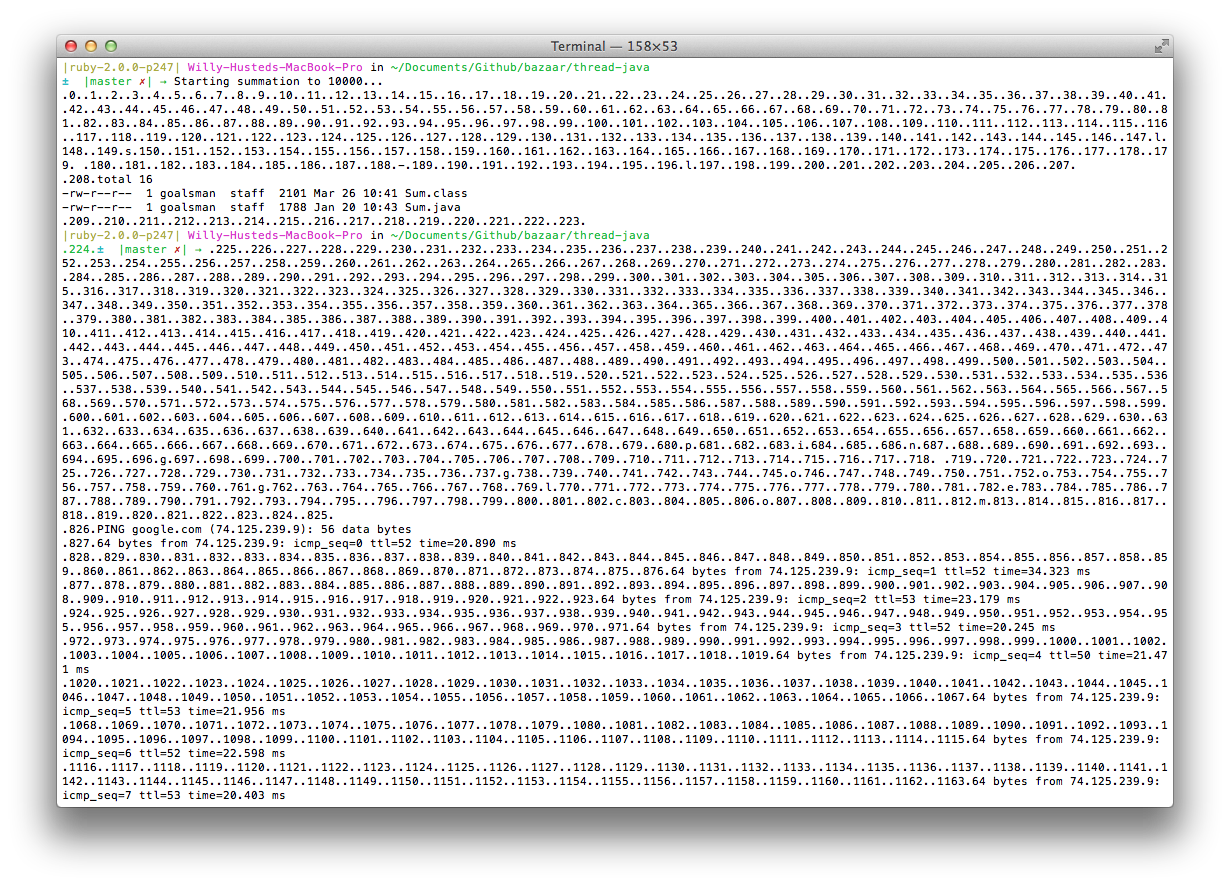 Terminal — 158×53
|ruby-2.0.0-p247| Willy-Husteds-MacBook-Pro in ~/Documents/Github/bazaar/thread-java
±  |master ✗| → Starting summation to 10000...
.0..1..2..3..4..5..6..7..8..9..10..11..12..13..14..15..16..17..18..19..20..21..22..23..24..25..26..27..28..29..30..31..32..33..34..35..36..37..38..39..40..41.
.42..43..44..45..46..47..48..49..50..51..52..53..54..55..56..57..58..59..60..61..62..63..64..65..66..67..68..69..70..71..72..73..74..75..76..77..78..79..80..8
1..82..83..84..85..86..87..88..89..90..91..92..93..94..95..96..97..98..99..100..101..102..103..104..105..106..107..108..109..110..111..112..113..114..115..116
..117..118..119..120..121..122..123..124..125..126..127..128..129..130..131..132..133..134..135..136..137..138..139..140..141..142..143..144..145..146..147.l.
148..149.s.150..151..152..153..154..155..156..157..158..159..160..161..162..163..164..165..166..167..168..169..170..171..172..173..174..175..176..177..178..17
9. .180..181..182..183..184..185..186..187..188.-.189..190..191..192..193..194..195..196.l.197..198..199..200..201..202..203..204..205..206..207.
.208.total 16
-rw-r--r--  1 goalsman  staff  2101 Mar 26 10:41 Sum.class
-rw-r--r--  1 goalsman  staff  1788 Jan 20 10:43 Sum.java
.209..210..211..212..213..214..215..216..217..218..219..220..221..222..223.
|ruby-2.0.0-p247| Willy-Husteds-MacBook-Pro in ~/Documents/Github/bazaar/thread-java
.224.±  |master ✗| → .225..226..227..228..229..230..231..232..233..234..235..236..237..238..239..240..241..242..243..244..245..246..247..248..249..250..251..2
52..253..254..255..256..257..258..259..260..261..262..263..264..265..266..267..268..269..270..271..272..273..274..275..276..277..278..279..280..281..282..283.
.284..285..286..287..288..289..290..291..292..293..294..295..296..297..298..299..300..301..302..303..304..305..306..307..308..309..310..311..312..313..314..31
5..316..317..318..319..320..321..322..323..324..325..326..327..328..329..330..331..332..333..334..335..336..337..338..339..340..341..342..343..344..345..346..
347..348..349..350..351..352..353..354..355..356..357..358..359..360..361..362..363..364..365..366..367..368..369..370..371..372..373..374..375..376..377..378
..379..380..381..382..383..384..385..386..387..388..389..390..391..392..393..394..395..396..397..398..399..400..401..402..403..404..405..406..407..408..409..4
10..411..412..413..414..415..416..417..418..419..420..421..422..423..424..425..426..427..428..429..430..431..432..433..434..435..436..437..438..439..440..441.
.442..443..444..445..446..447..448..449..450..451..452..453..454..455..456..457..458..459..460..461..462..463..464..465..466..467..468..469..470..471..472..47
3..474..475..476..477..478..479..480..481..482..483..484..485..486..487..488..489..490..491..492..493..494..495..496..497..498..499..500..501..502..503..504..
505..506..507..508..509..510..511..512..513..514..515..516..517..518..519..520..521..522..523..524..525..526..527..528..529..530..531..532..533..534..535..536
..537..538..539..540..541..542..543..544..545..546..547..548..549..550..551..552..553..554..555..556..557..558..559..560..561..562..563..564..565..566..567..5
68..569..570..571..572..573..574..575..576..577..578..579..580..581..582..583..584..585..586..587..588..589..590..591..592..593..594..595..596..597..598..599.
.600..601..602..603..604..605..606..607..608..609..610..611..612..613..614..615..616..617..618..619..620..621..622..623..624..625..626..627..628..629..630..63
1..632..633..634..635..636..637..638..639..640..641..642..643..644..645..646..647..648..649..650..651..652..653..654..655..656..657..658..659..660..661..662..
663..664..665..666..667..668..669..670..671..672..673..674..675..676..677..678..679..680.p.681..682..683.i.684..685..686.n.687..688..689..690..691..692..693..
694..695..696.g.697..698..699..700..701..702..703..704..705..706..707..708..709..710..711..712..713..714..715..716..717..718. .719..720..721..722..723..724..7
25..726..727..728..729..730..731..732..733..734..735..736..737.g.738..739..740..741..742..743..744..745.o.746..747..748..749..750..751..752.o.753..754..755..7
56..757..758..759..760..761.g.762..763..764..765..766..767..768..769.l.770..771..772..773..774..775..776..777..778..779..780..781..782.e.783..784..785..786..7
87..788..789..790..791..792..793..794..795..796..797..798..799..800..801..802.c.803..804..805..806.o.807..808..809..810..811..812.m.813..814..815..816..817..
818..819..820..821..822..823..824..825.
.826.PING google.com (74.125.239.9): 56 data bytes
.827.64 bytes from 74.125.239.9: icmp_seq=0 ttl=52 time=20.890 ms
.828..829..830..831..832..833..834..835..836..837..838..839..840..841..842..843..844..845..846..847..848..849..850..851..852..853..854..855..856..857..858..85
9..860..861..862..863..864..865..866..867..868..869..870..871..872..873..874..875..876.64 bytes from 74.125.239.9: icmp_seq=1 ttl=52 time=34.323 ms
.877..878..879..880..881..882..883..884..885..886..887..888..889..890..891..892..893..894..895..896..897..898..899..900..901..902..903..904..905..906..907..90
8..909..910..911..912..913..914..915..916..917..918..919..920..921..922..923.64 bytes from 74.125.239.9: icmp_seq=2 ttl=53 time=23.179 ms
.924..925..926..927..928..929..930..931..932..933..934..935..936..937..938..939..940..941..942..943..944..945..946..947..948..949..950..951..952..953..954..95
5..956..957..958..959..960..961..962..963..964..965..966..967..968..969..970..971.64 bytes from 74.125.239.9: icmp_seq=3 ttl=52 time=20.245 ms
.972..973..974..975..976..977..978..979..980..981..982..983..984..985..986..987..988..989..990..991..992..993..994..995..996..997..998..999..1000..1001..1002.
.1003..1004..1005..1006..1007..1008..1009..1010..1011..1012..1013..1014..1015..1016..1017..1018..1019.64 bytes from 74.125.239.9: icmp_seq=4 ttl=50 time=21.47
1 ms
.1020..1021..1022..1023..1024..1025..1026..1027..1028..1029..1030..1031..1032..1033..1034..1035..1036..1037..1038..1039..1040..1041..1042..1043..1044..1045..1
046..1047..1048..1049..1050..1051..1052..1053..1054..1055..1056..1057..1058..1059..1060..1061..1062..1063..1064..1065..1066..1067.64 bytes from 74.125.239.9:
icmp_seq=5 ttl=53 time=21.956 ms
.1068..1069..1070..1071..1072..1073..1074..1075..1076..1077..1078..1079..1080..1081..1082..1083..1084..1085..1086..1087..1088..1089..1090..1091..1092..1093..1
094..1095..1096..1097..1098..1099..1100..1101..1102..1103..1104..1105..1106..1107..1108..1109..1110..1111..1112..1113..1114..1115.64 bytes from 74.125.239.9:
icmp_seq=6 ttl=52 time=22.598 ms
.1116..1117..1118..1119..1120..1121..1122..1123..1124..1125..1126..1127..1128..1129..1130..1131..1132..1133..1134..1135..1136..1137..1138..1139..1140..1141..1
142..1143..1144..1145..1146..1147..1148..1149..1150..1151..1152..1153..1154..1155..1156..1157..1158..1159..1160..1161..1162..1163.64 bytes from 74.125.239.9:
icmp_seq=7 ttl=53 time=20.403 ms